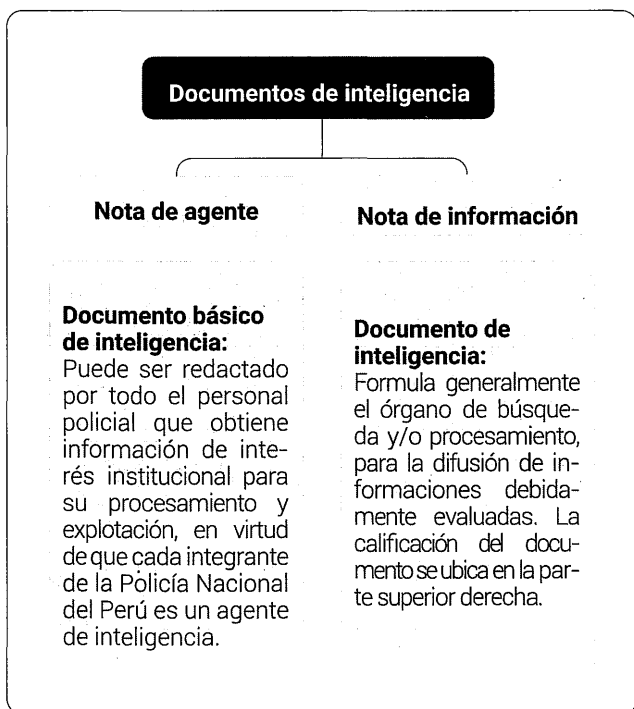 Documentos de inteligencia
Nota de agente
Documento básico
de inteligencia:
Puede ser redactado
por todo el personal
policial que obtiene
información de inte-
rés institucional para
su procesamiento y
explotación, en virtud
de que cada integrante
de la Policía Nacional
del Perú es un agente
de inteligencia.
Nota de información
Documento de
inteligencia:
Formula generalmente
el órgano de búsque-
da y/o procesamiento,
para la difusión de in-
formaciones debida-
mente evaluadas. La
calificación del docu-
mento se ubica en la par-
te superior derecha.